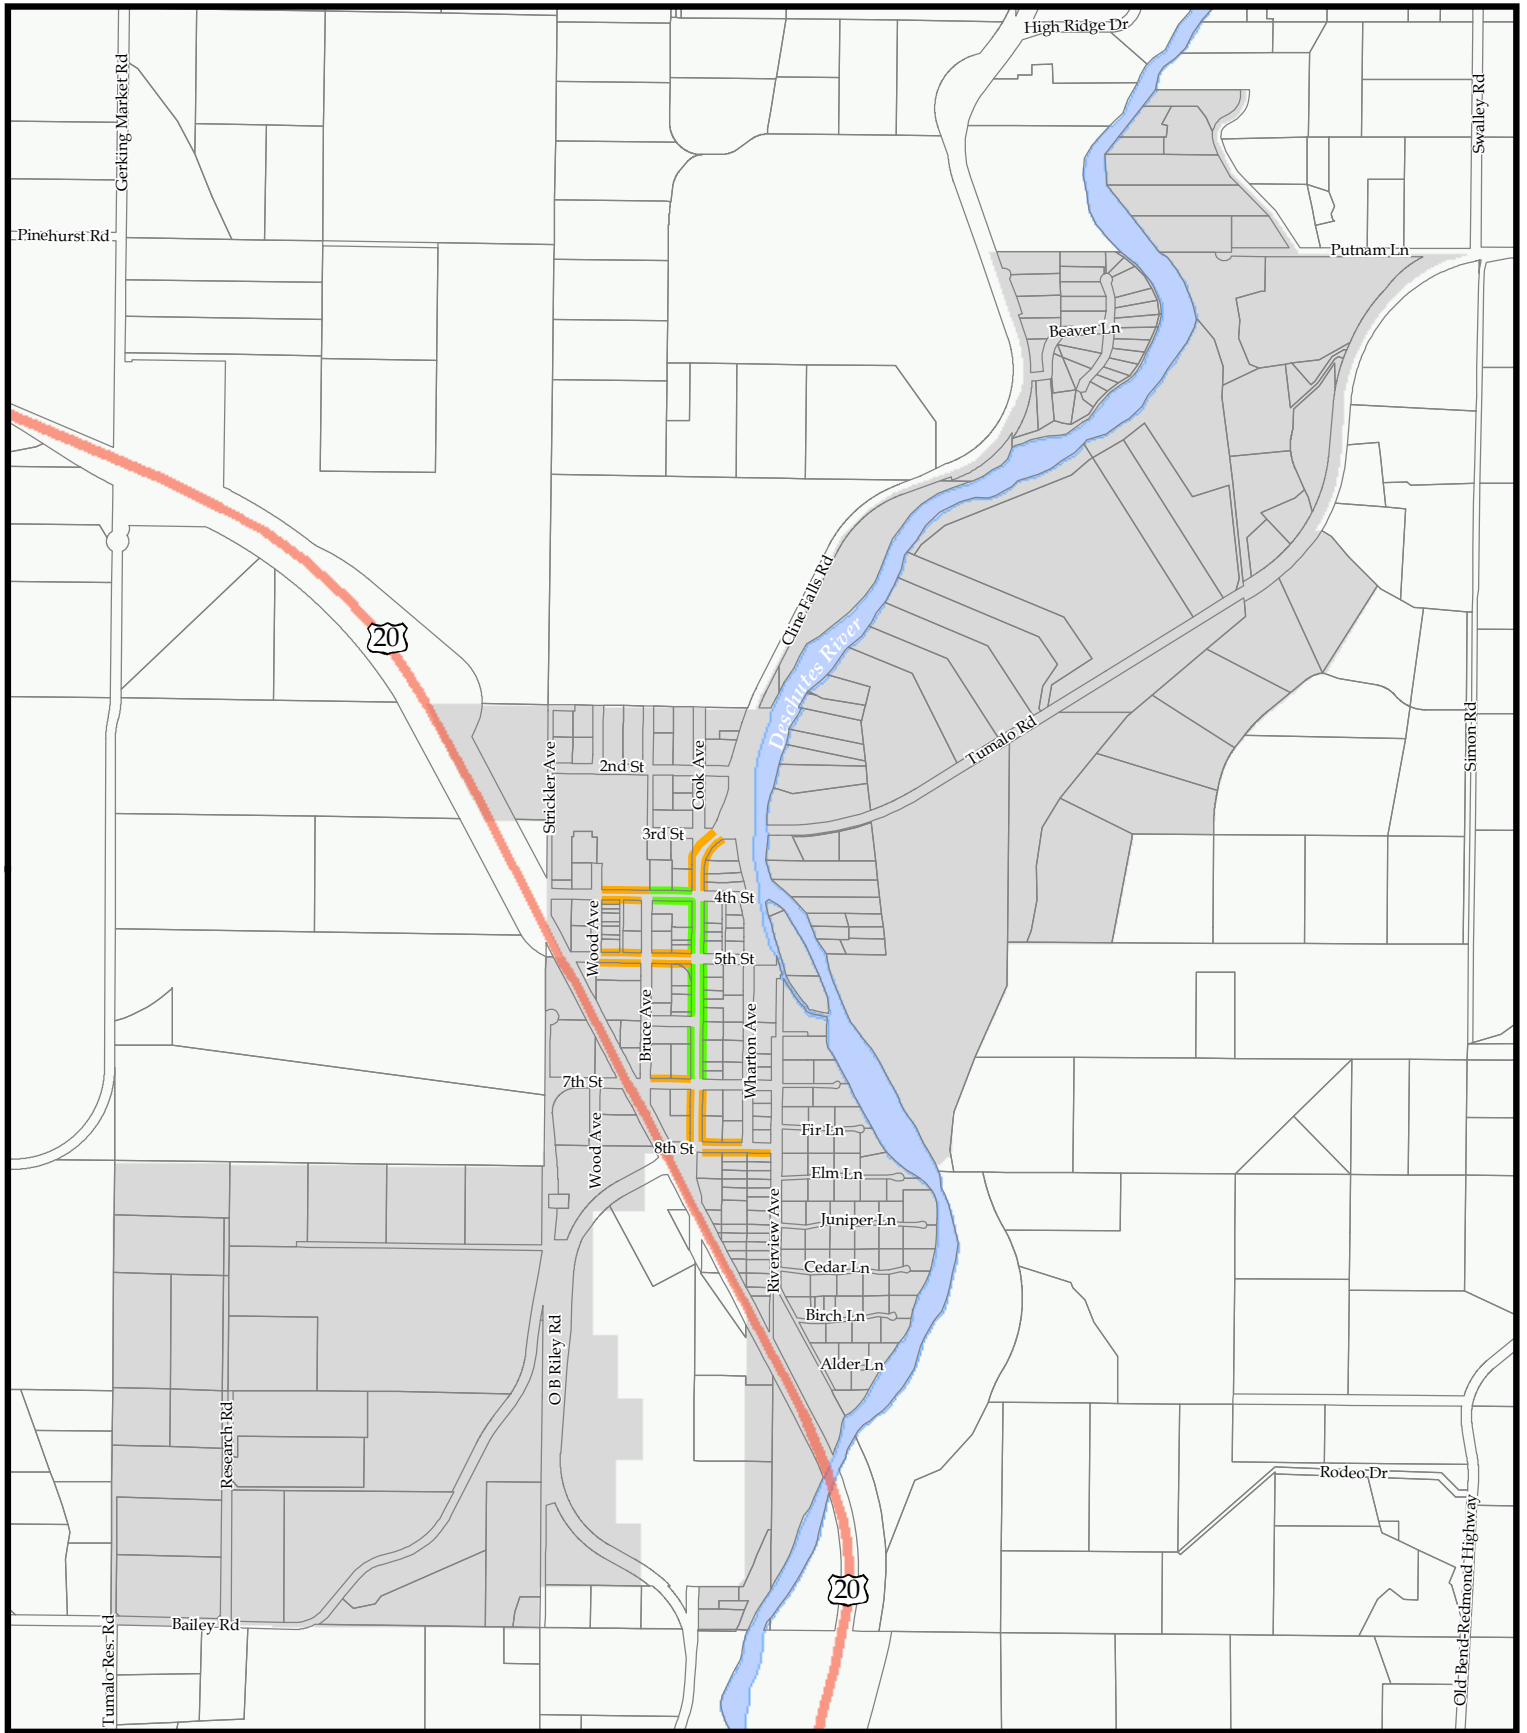 High Ridge Dr
Gerking Market Rd
Swalley Rd
Pinehurst Rd
Putnam Ln
Beaver Ln
Cline Falls Rd
20
Deschutes River
Tumalo Rd
Simon Rd
Strickler Ave
2nd St
Cook Ave
3rd St
4th St
Wood Ave
5th St
Bruce Ave
Wharton Ave
7th St
Wood Ave
Fir Ln
8th St
Elm Ln
Riverview Ave
Juniper Ln
Cedar Ln
Birch Ln
O B Riley Rd
Alder Ln
Research Rd
Rodeo Dr
Old Bend-Redmond Highway
20
Bailey Rd
Tumalo Res. Rd